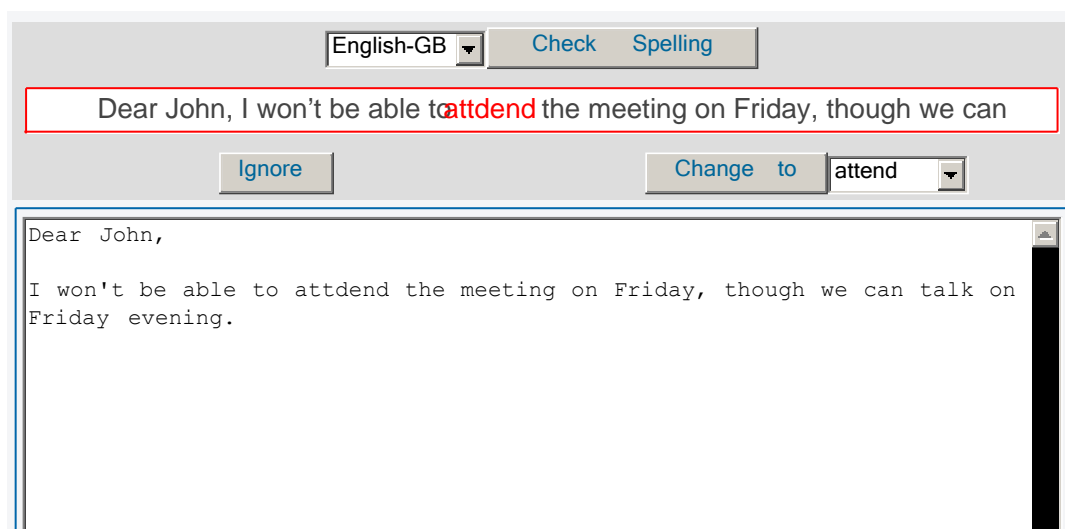 English-GB Check Spelling
Dear John, I won’t be able to attdend the meeting on Friday, though we can
Ignore Change to attend
Dear John,
I won't be able to attdend the meeting on Friday, though we can talk on
Friday evening.